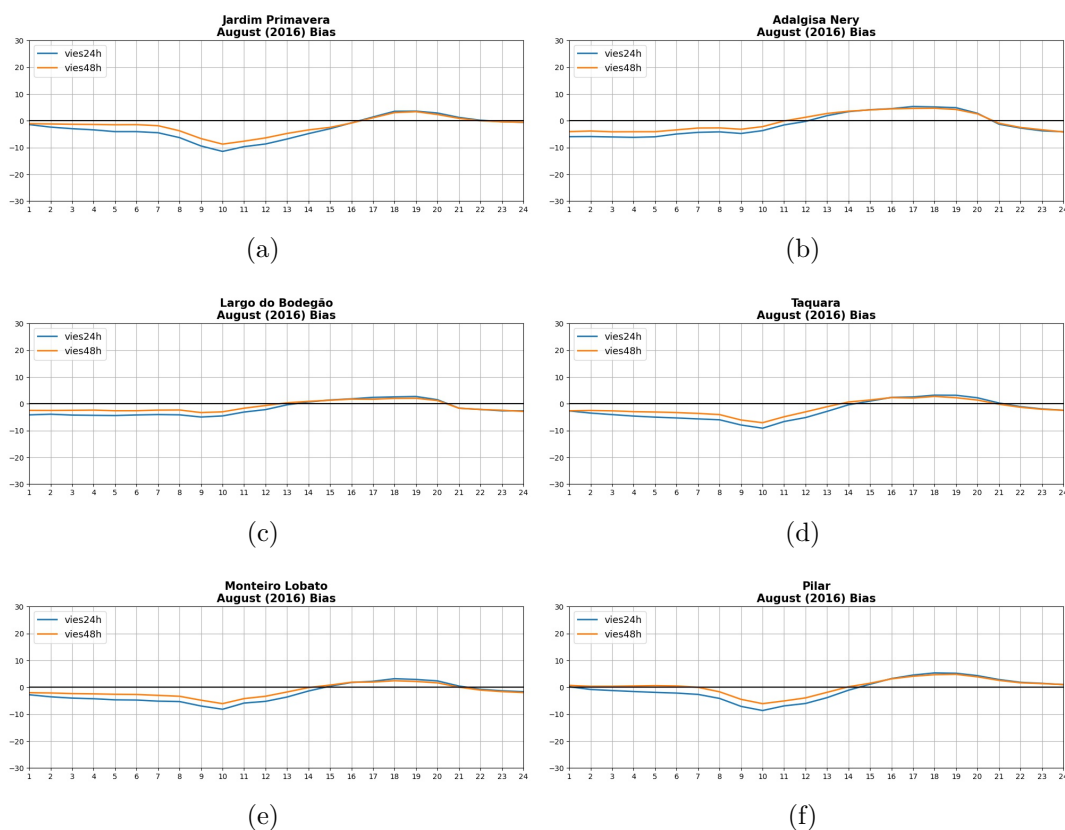 Jardim Primavera
August (2016) Bias
vies24h
vies48h
30
20
10
0
−10
−20
−30
1 2 3 4 5 6 7 8 9 10 11 12 13 14 15 16 17 18 19 20 21 22 23 24
(a)
Adalgisa Nery
August (2016) Bias
vies24h
vies48h
30
20
10
0
−10
−20
−30
1 2 3 4 5 6 7 8 9 10 11 12 13 14 15 16 17 18 19 20 21 22 23 24
(b)
Largo do Bodegão
August (2016) Bias
vies24h
vies48h
30
20
10
0
−10
−20
−30
1 2 3 4 5 6 7 8 9 10 11 12 13 14 15 16 17 18 19 20 21 22 23 24
(c)
Taquara
August (2016) Bias
vies24h
vies48h
30
20
10
0
−10
−20
−30
1 2 3 4 5 6 7 8 9 10 11 12 13 14 15 16 17 18 19 20 21 22 23 24
(d)
Monteiro Lobato
August (2016) Bias
vies24h
vies48h
30
20
10
0
−10
−20
−30
1 2 3 4 5 6 7 8 9 10 11 12 13 14 15 16 17 18 19 20 21 22 23 24
(e)
Pilar
August (2016) Bias
vies24h
vies48h
30
20
10
0
−10
−20
−30
1 2 3 4 5 6 7 8 9 10 11 12 13 14 15 16 17 18 19 20 21 22 23 24
(f)